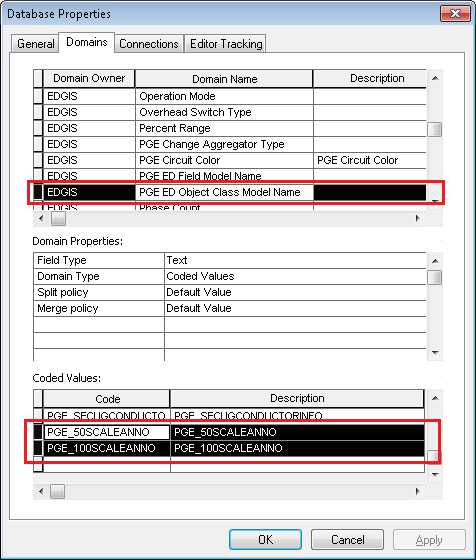 Database Properties
General Domains Connections Editor Tracking
Domain Owner Domain Name Description
EDGIS Operation Mode
EDGIS Overhead Switch Type
EDGIS Percent Range
EDGIS PGE Change Aggregator Type
EDGIS PGE Circuit Color PGE Circuit Color
EDGIS PGE ED Field Model Name
EDGIS PGE ED Object Class Model Name
EDGIS Phase Count
Domain Properties:
Field Type Text
Domain Type Coded Values
Split policy Default Value
Merge policy Default Value
Coded Values:
Code Description
PGE_SECUGCONDUCTO PGE_SECUGCONDUCTORINFO
PGE_50SCALEANNO PGE_50SCALEANNO
PGE_100SCALEANNO PGE_100SCALEANNO
OK Cancel Apply